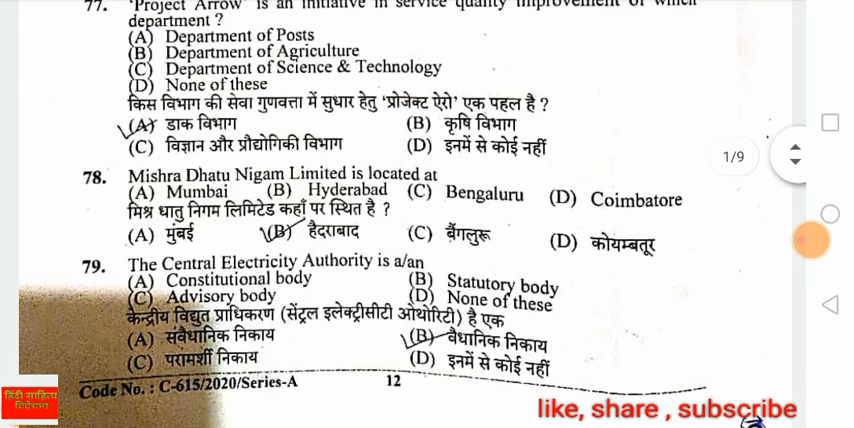 77. 'Project Arrow' is an initiative in service quality improvement of which
department ?
(A) Department of Posts
(B) Department of Agriculture
(C) Department of Science & Technology
(D) None of these
किस विभाग की सेवा गुणवत्ता में सुधार हेतु 'प्रोजेक्ट ऐरो' एक पहल है ?
(A) डाक विभाग (B) कृषि विभाग
(C) विज्ञान और प्रौद्योगिकी विभाग (D) इनमें से कोई नहीं
1/9
78. Mishra Dhatu Nigam Limited is located at
(A) Mumbai (B) Hyderabad (C) Bengaluru (D) Coimbatore
मिश्र धातु निगम लिमिटेड कहाँ पर स्थित है ?
(A) मुंबई (B) हैदराबाद (C) बैंगलुरू (D) कोयम्बतूर
79. The Central Electricity Authority is a/an
(A) Constitutional body (B) Statutory body
(C) Advisory body (D) None of these
केन्द्रीय विद्युत प्राधिकरण (सेंट्रल इलेक्ट्रीसीटी ओथोरिटी) है एक
(A) संवैधानिक निकाय (B) वैधानिक निकाय
(C) परामर्शी निकाय (D) इनमें से कोई नहीं
Code No. : C-615/2020/Series-A 12
हिंदी साहित्य
विवेचना
like, share , subscribe